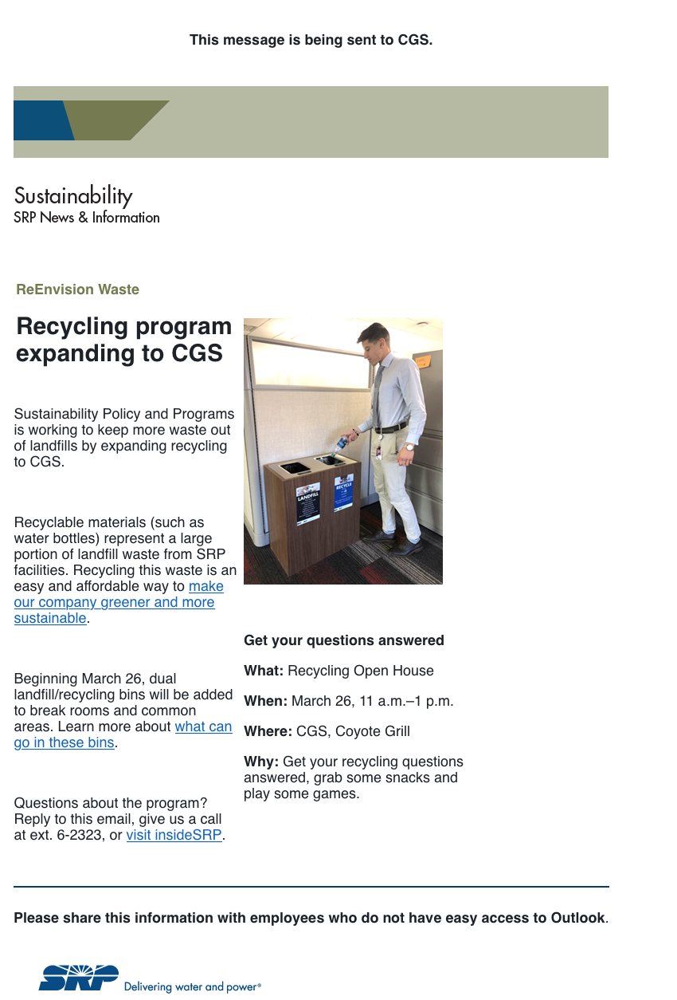 This message is being sent to CGS.
Sustainability
SRP News & Information
ReEnvision Waste
Recycling program
expanding to CGS
Sustainability Policy and Programs
is working to keep more waste out
of landfills by expanding recycling
to CGS.
Recyclable materials (such as
water bottles) represent a large
portion of landfill waste from SRP
facilities. Recycling this waste is an
easy and affordable way to make
our company greener and more
sustainable.
Beginning March 26, dual
landfill/recycling bins will be added
to break rooms and common
areas. Learn more about what can
go in these bins.
Questions about the program?
Reply to this email, give us a call
at ext. 6-2323, or visit insideSRP.
LANDFILL
RECYCLE
Get your questions answered
What: Recycling Open House
When: March 26, 11 a.m.–1 p.m.
Where: CGS, Coyote Grill
Why: Get your recycling questions
answered, grab some snacks and
play some games.
Please share this information with employees who do not have easy access to Outlook.
SRP Delivering water and power®